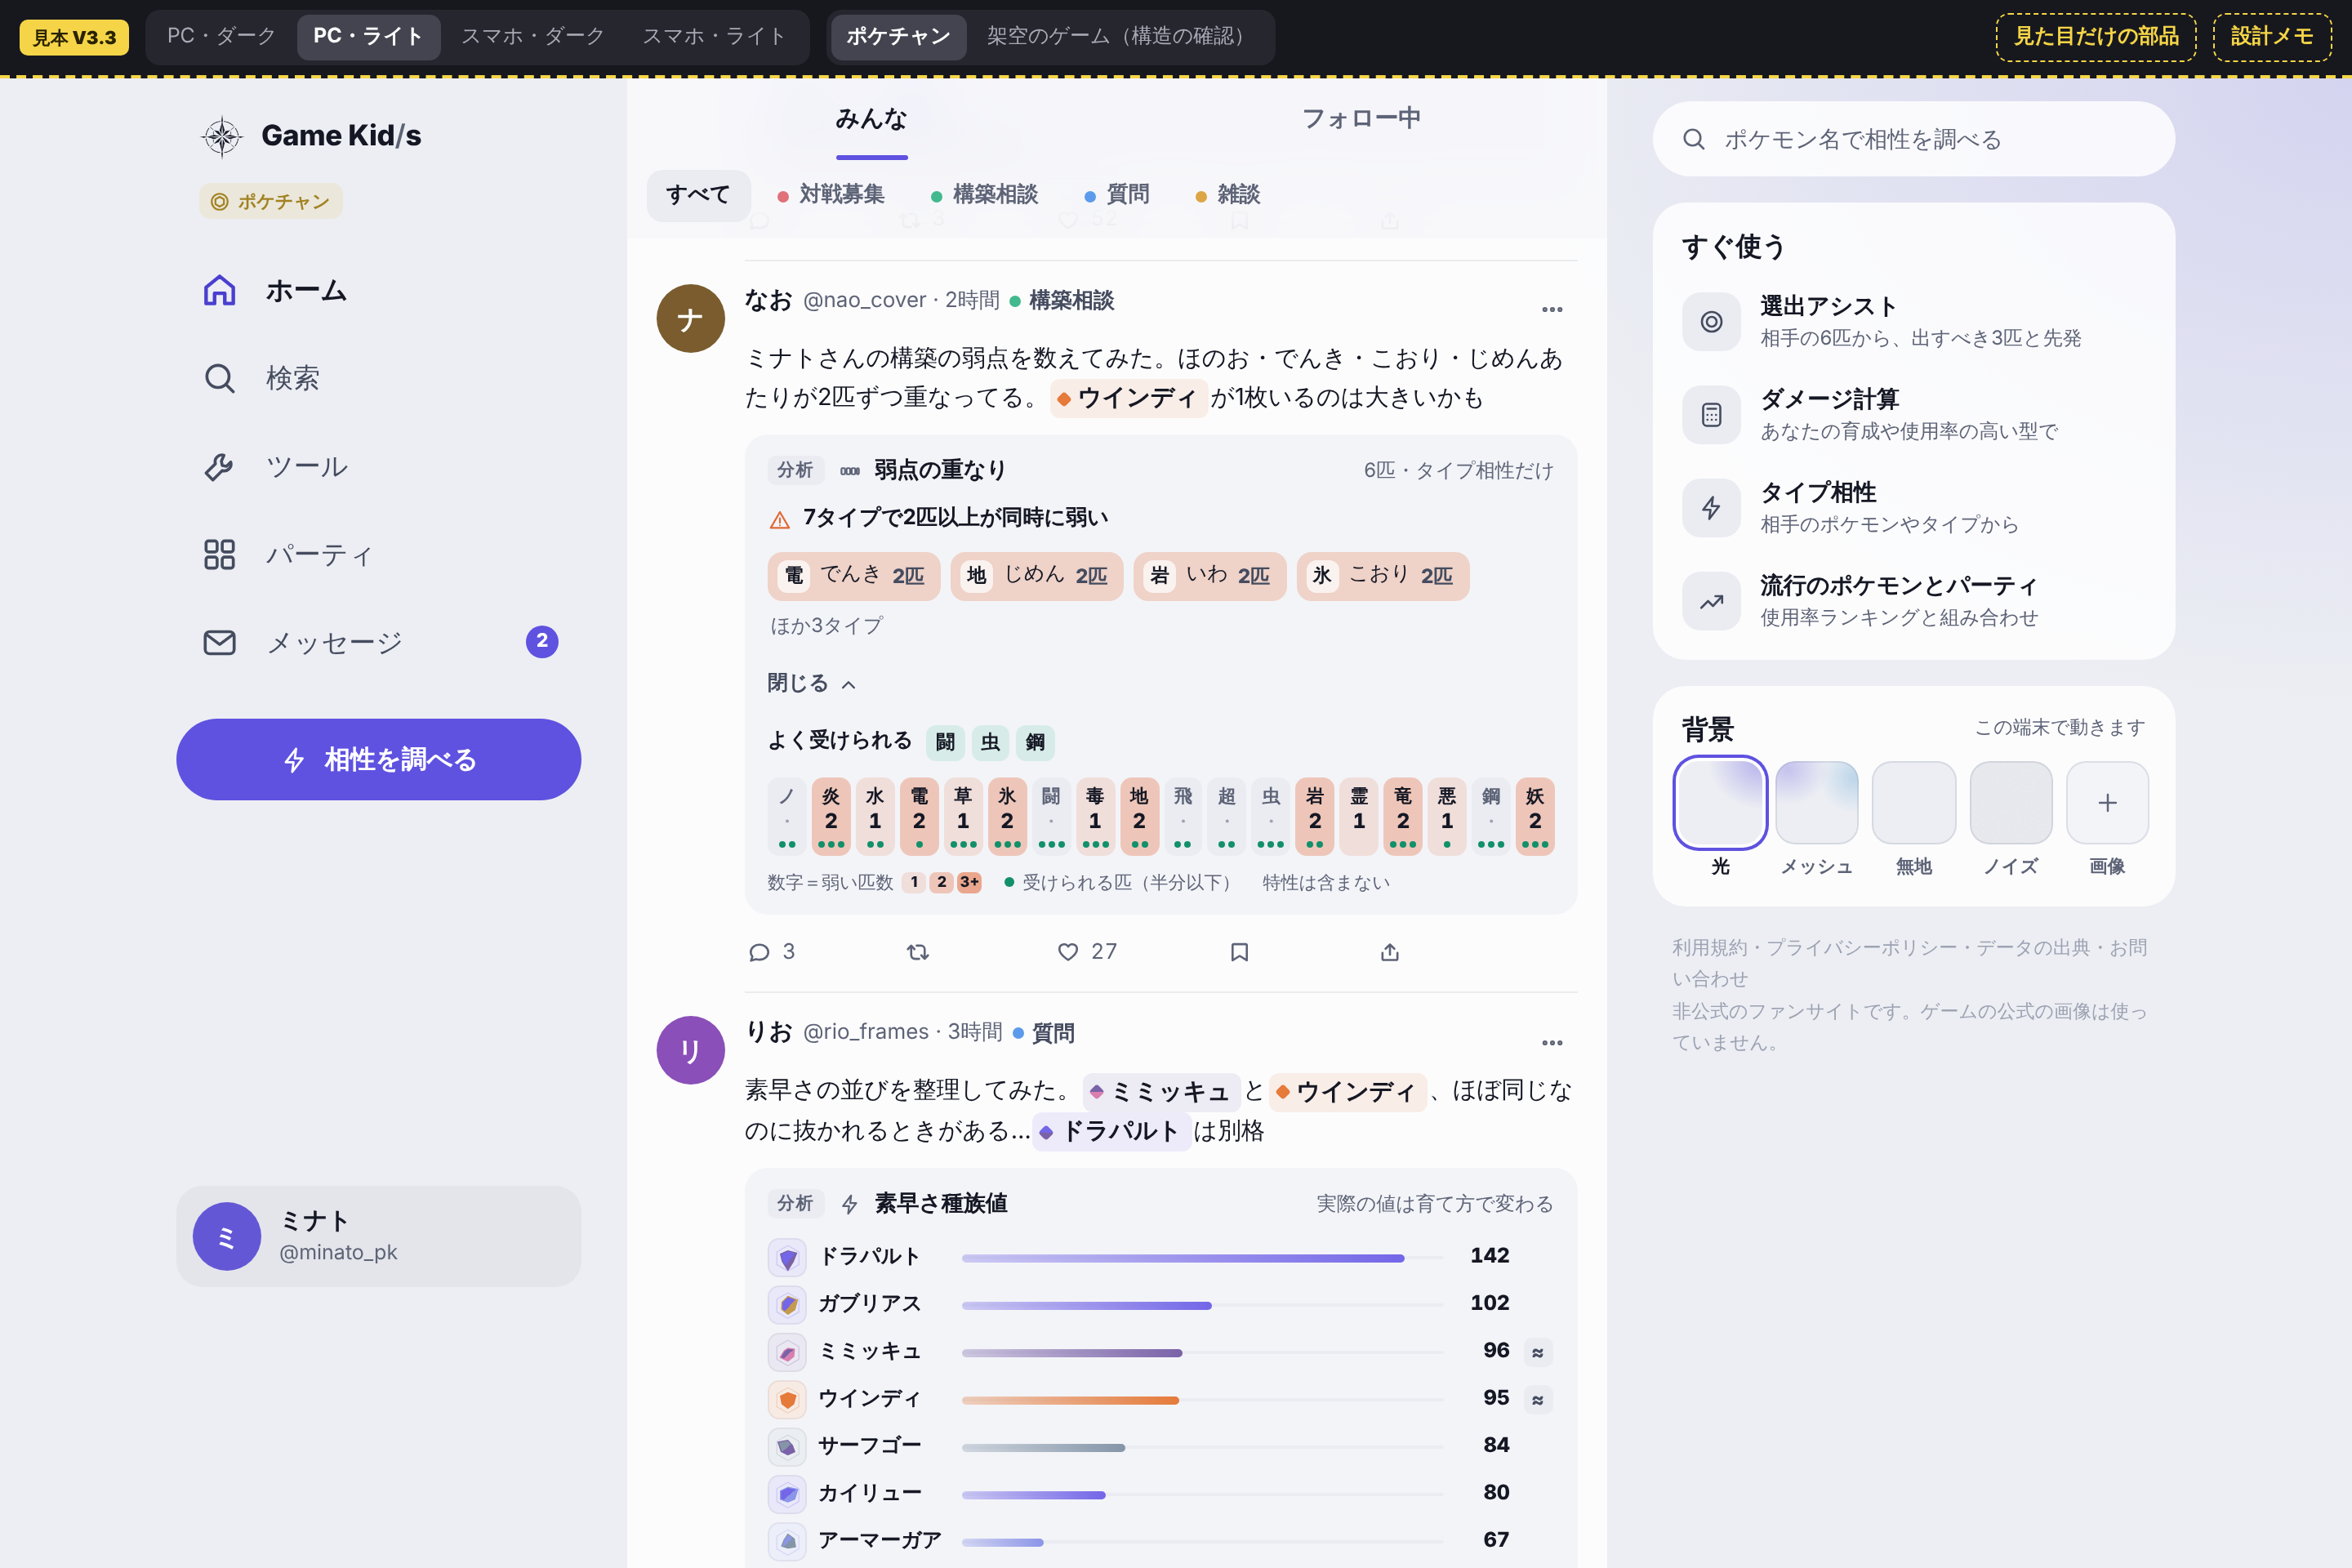 見本 V3.3
PC・ダーク
PC・ライト
スマホ・ダーク
スマホ・ライト
ポケチャン
架空のゲーム（構造の確認）
見た目だけの部品
設計メモ
Game Kid/s
ポケチャン
ホーム
検索
ツール
パーティ
メッセージ 2
相性を調べる
ミ
ミナト
@minato_pk
みんな
フォロー中
すべて
対戦募集
構築相談
質問
雑談
3 52
ナ
なお @nao_cover · 2時間 構築相談
ミナトさんの構築の弱点を数えてみた。ほのお・でんき・こおり・じめんあ
たりが2匹ずつ重なってる。 ウインディ が1枚いるのは大きいかも
分析 弱点の重なり 6匹・タイプ相性だけ
7タイプで2匹以上が同時に弱い
電 でんき 2匹 地 じめん 2匹 岩 いわ 2匹 氷 こおり 2匹
ほか3タイプ
閉じる
よく受けられる 闘 虫 鋼
ノ 炎 水 電 草 氷 闘 毒 地 飛 超 虫 岩 霊 竜 悪 鋼 妖
· 2 1 2 1 2 · 1 2 · · · 2 1 2 1 · 2
数字＝弱い匹数 1 2 3+ 受けられる匹（半分以下） 特性は含まない
3 27
リ
りお @rio_frames · 3時間 質問
素早さの並びを整理してみた。 ミミッキュ と ウインディ 、ほぼ同じな
のに抜かれるときがある… ドラパルト は別格
分析 素早さ種族値 実際の値は育て方で変わる
ドラパルト 142
ガブリアス 102
ミミッキュ 96 ≈
ウインディ 95 ≈
サーフゴー 84
カイリュー 80
アーマーガア 67
ポケモン名で相性を調べる
すぐ使う
選出アシスト
相手の6匹から、出すべき3匹と先発
ダメージ計算
あなたの育成や使用率の高い型で
タイプ相性
相手のポケモンやタイプから
流行のポケモンとパーティ
使用率ランキングと組み合わせ
背景 この端末で動きます
光 メッシュ 無地 ノイズ 画像
利用規約・プライバシーポリシー・データの出典・お問
い合わせ
非公式のファンサイトです。ゲームの公式の画像は使っ
ていません。